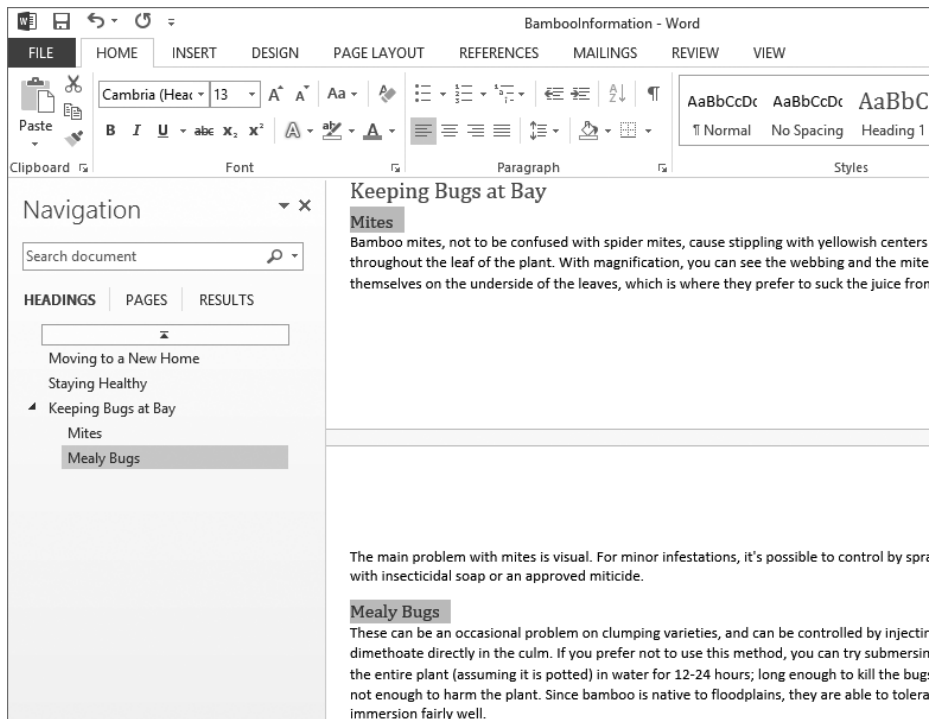 BambooInformation - Word
FILE HOME INSERT DESIGN PAGE LAYOUT REFERENCES MAILINGS REVIEW VIEW
Cambria (Head 13 A A Aa
AaBbCcDc AaBbCcDc AaBbC
Paste B I U abc X₂ X² A ab A
¶ Normal No Spacing Heading 1
Clipboard Font Paragraph Styles
Navigation
Search document
HEADINGS PAGES RESULTS
Moving to a New Home
Staying Healthy
Keeping Bugs at Bay
Mites
Mealy Bugs
Keeping Bugs at Bay
Mites
Bamboo mites, not to be confused with spider mites, cause stippling with yellowish centers
throughout the leaf of the plant. With magnification, you can see the webbing and the mite
themselves on the underside of the leaves, which is where they prefer to suck the juice from
The main problem with mites is visual. For minor infestations, it's possible to control by spra
with insecticidal soap or an approved miticide.
Mealy Bugs
These can be an occasional problem on clumping varieties, and can be controlled by injectin
dimethoate directly in the culm. If you prefer not to use this method, you can try submersin
the entire plant (assuming it is potted) in water for 12-24 hours; long enough to kill the bugs
not enough to harm the plant. Since bamboo is native to floodplains, they are able to tolera
immersion fairly well.